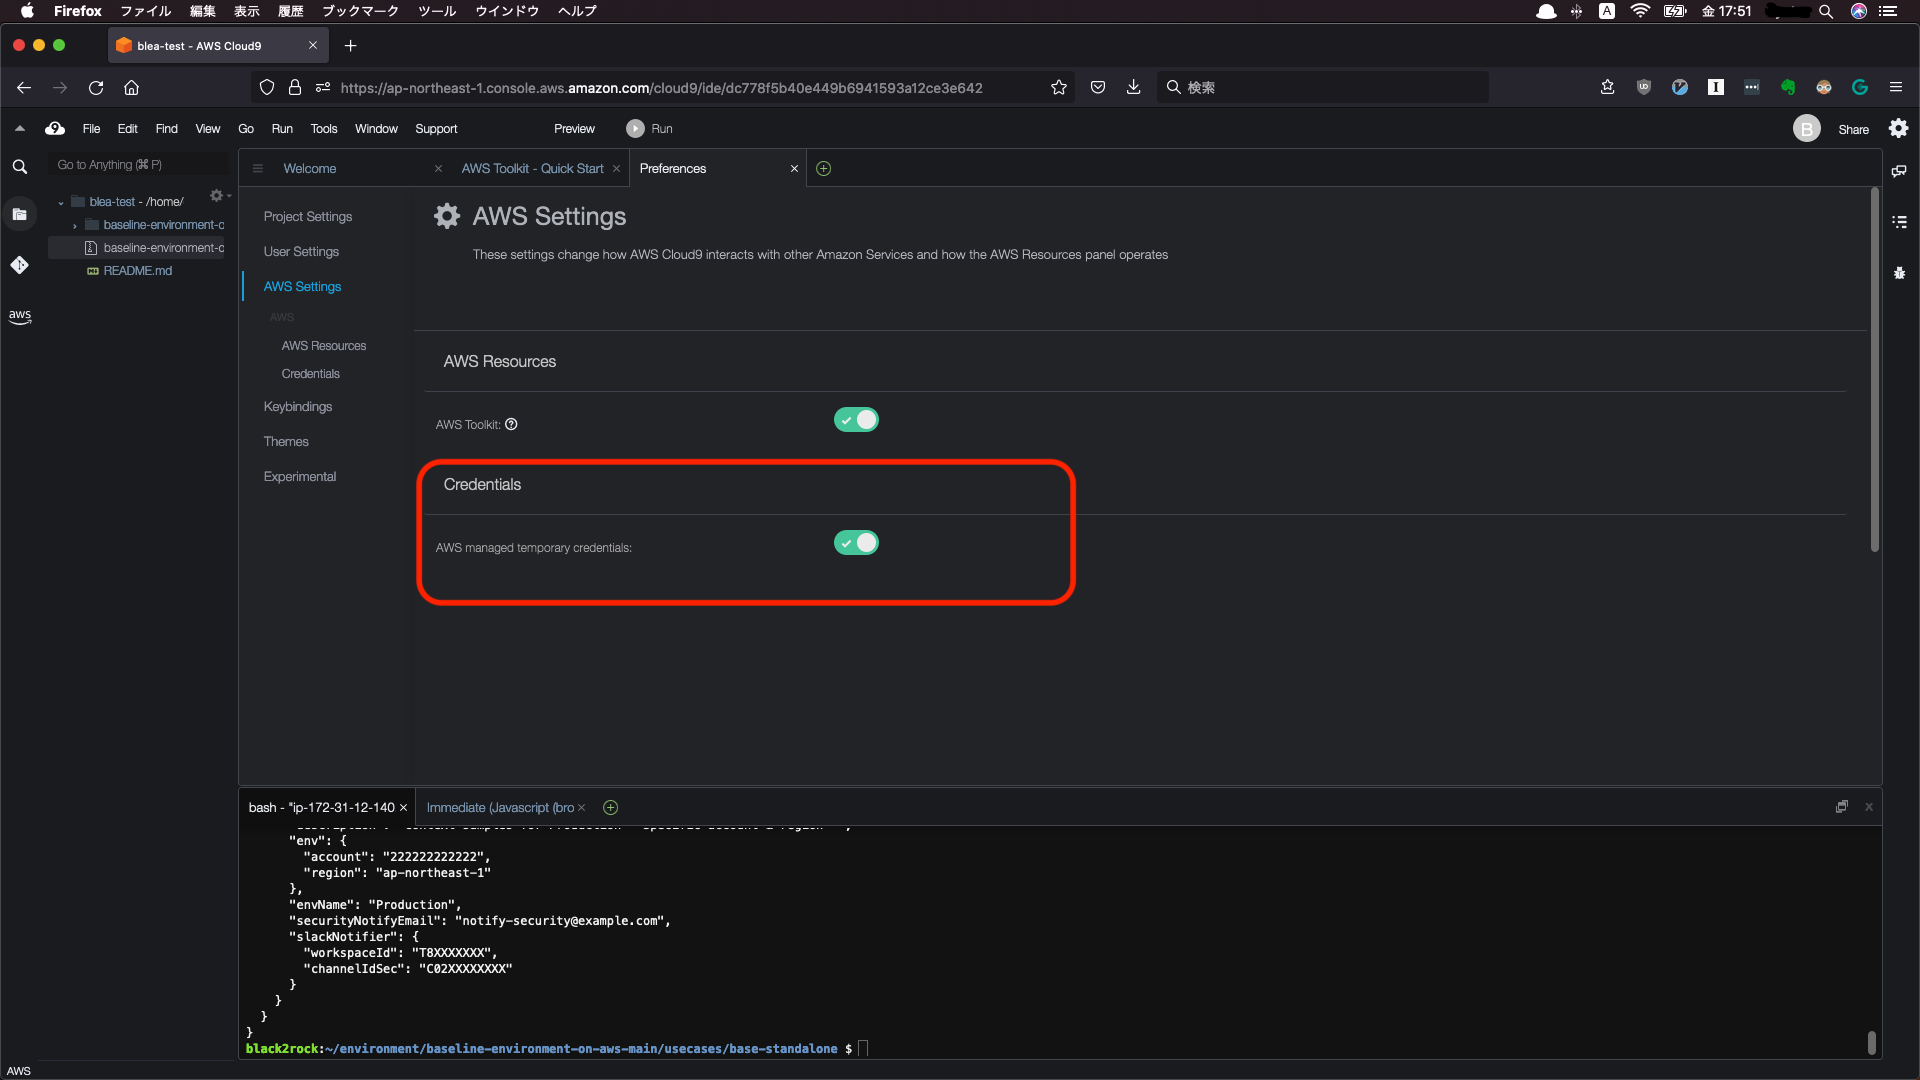 Firefox ファイル 編集 表示 履歴 ブックマーク ツール ウインドウ ヘルプ A 金 17:51
blea-test - AWS Cloud9
https://ap-northeast-1.console.aws.amazon.com/cloud9/ide/dc778f5b40e449b6941593a12ce3e642 検索
9 File Edit Find View Go Run Tools Window Support Preview Run B Share
Go to Anything (⌘ P)
Welcome AWS Toolkit - Quick Start Preferences
blea-test - /home/
baseline-environment-o
baseline-environment-o
README.md
aws
Project Settings
User Settings
AWS Settings
AWS
AWS Resources
Credentials
Keybindings
Themes
Experimental
AWS Settings
These settings change how AWS Cloud9 interacts with other Amazon Services and how the AWS Resources panel operates
AWS Resources
AWS Toolkit:
Credentials
AWS managed temporary credentials:
bash - "ip-172-31-12-140 Immediate (Javascript (bro
"env": {
"account": "222222222222",
"region": "ap-northeast-1"
},
"envName": "Production",
"securityNotifyEmail": "notify-security@example.com",
"slackNotifier": {
"workspaceId": "T8XXXXXXX",
"channelIdSec": "C02XXXXXXXX"
}
}
}
}
black2rock:~/environment/baseline-environment-on-aws-main/usecases/base-standalone $
AWS